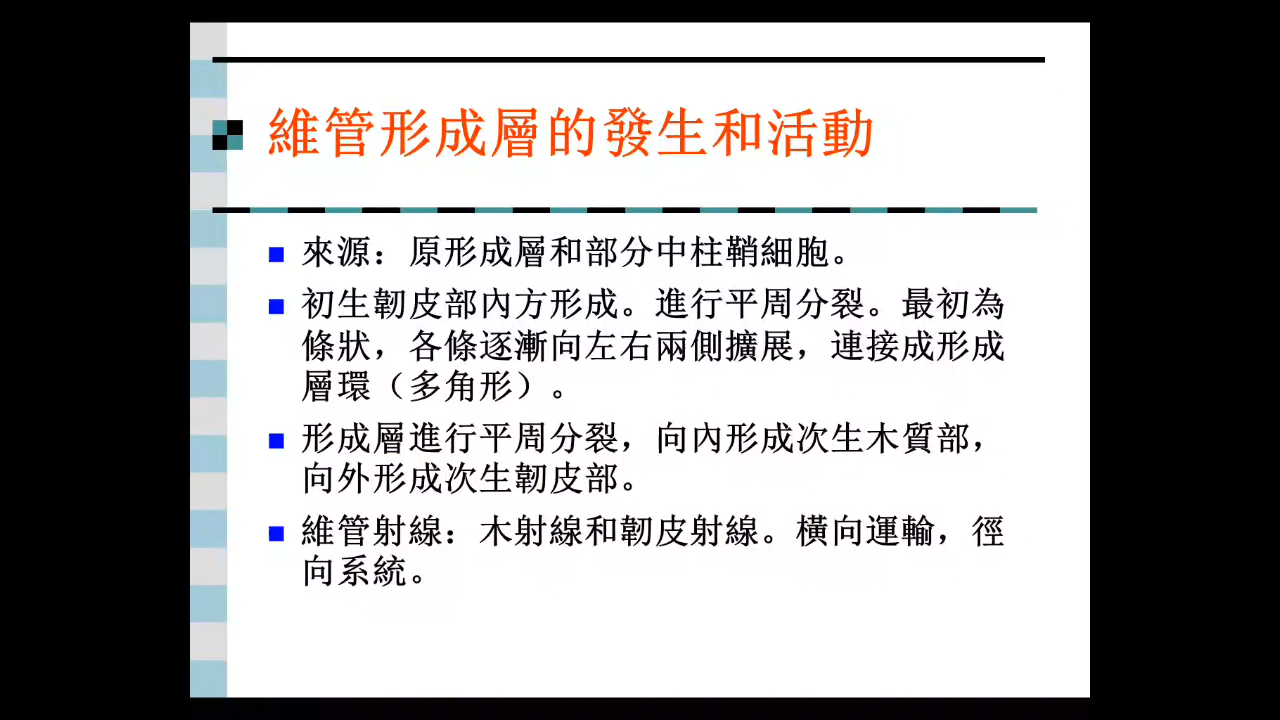 維管形成層的發生和活動
來源：原形成層和部分中柱鞘細胞。
初生韌皮部內方形成。進行平周分裂。最初為
條狀，各條逐漸向左右兩側擴展，連接成形成
層環（多角形）。
形成層進行平周分裂，向內形成次生木質部，
向外形成次生韌皮部。
維管射線：木射線和韌皮射線。橫向運輸，徑
向系統。